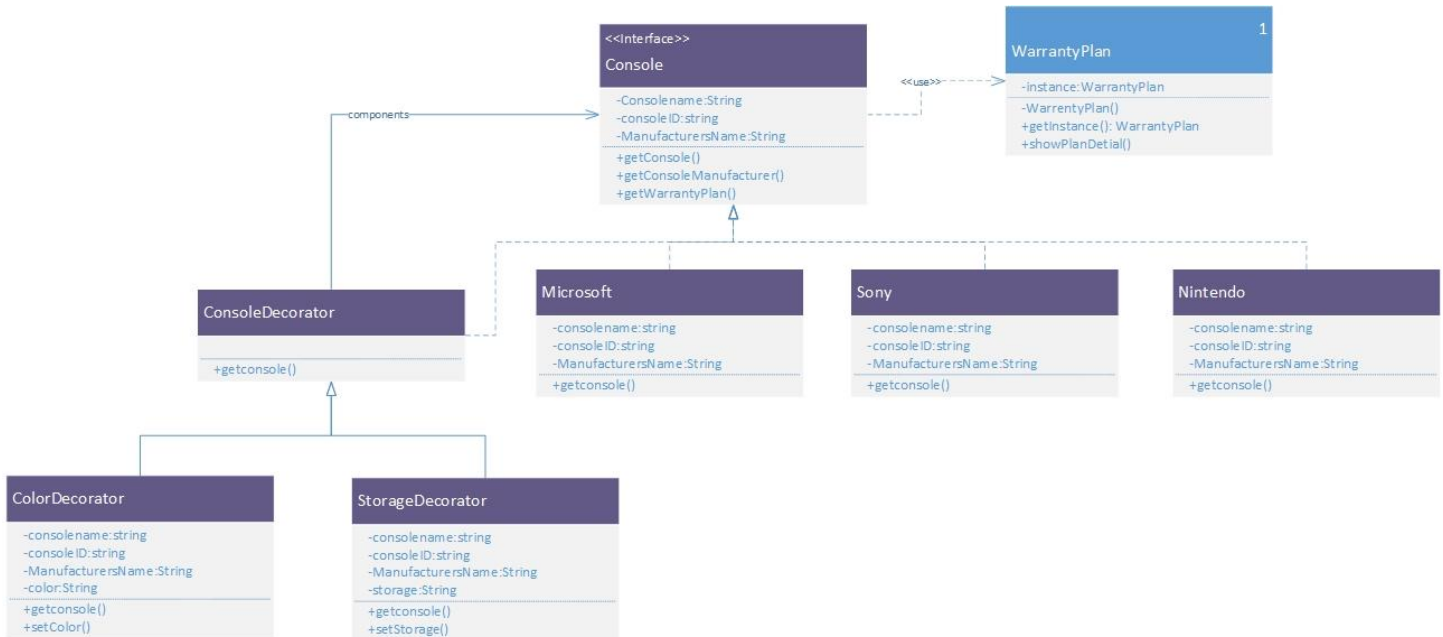 <<Interface>>
Console
-Consolename:String
-consoleID:string
-ManufacturersName:String
+getConsole()
+getConsoleManufacturer()
+getWarrantyPlan()
<<use>>
1
WarrantyPlan
-instance:WarrantyPlan
-WarrentyPlan()
+getInstance(): WarrantyPlan
+showPlanDetial()
components
ConsoleDecorator
+getconsole()
Microsoft
-consolename:string
-consoleID:string
-ManufacturersName:String
+getconsole()
Sony
-consolename:string
-consoleID:string
-ManufacturersName:String
+getconsole()
Nintendo
-consolename:string
-consoleID:string
-ManufacturersName:String
+getconsole()
ColorDecorator
-consolename:string
-consoleID:string
-ManufacturersName:String
-color:String
+getconsole()
+setColor()
StorageDecorator
-consolename:string
-consoleID:string
-ManufacturersName:String
-storage:String
+getconsole()
+setStorage()